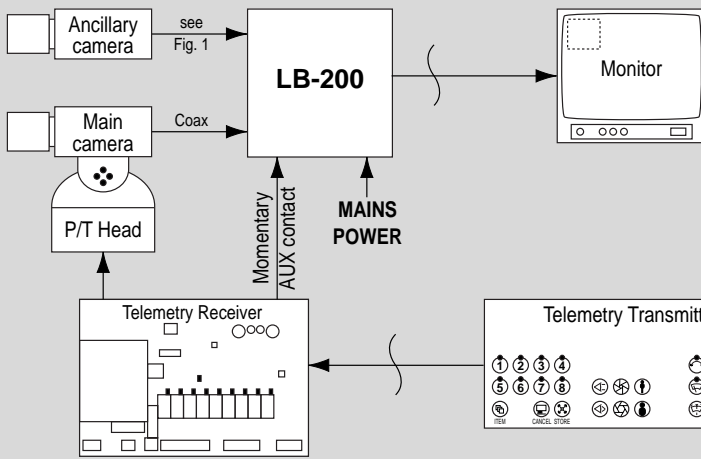 Ancillary
camera
see
Fig. 1
LB-200
Monitor
Main
camera
Coax
P/T Head
Momentary
AUX contact
MAINS
POWER
Telemetry Receiver
Telemetry Transmitt
1 2 3 4
5 6 7 8
ITEM CANCEL STORE